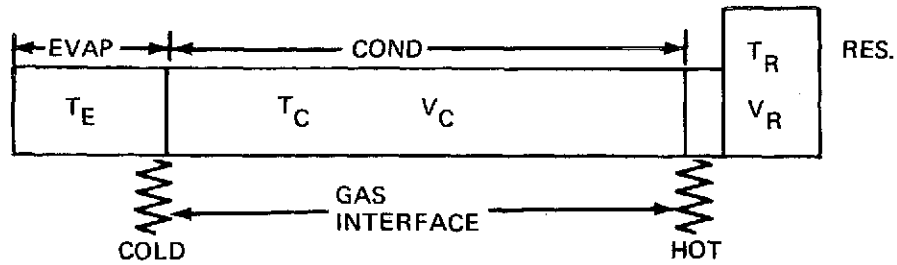 EVAP COND RES.
T_E T_C V_C T_R
V_R
GAS
INTERFACE
COLD HOT